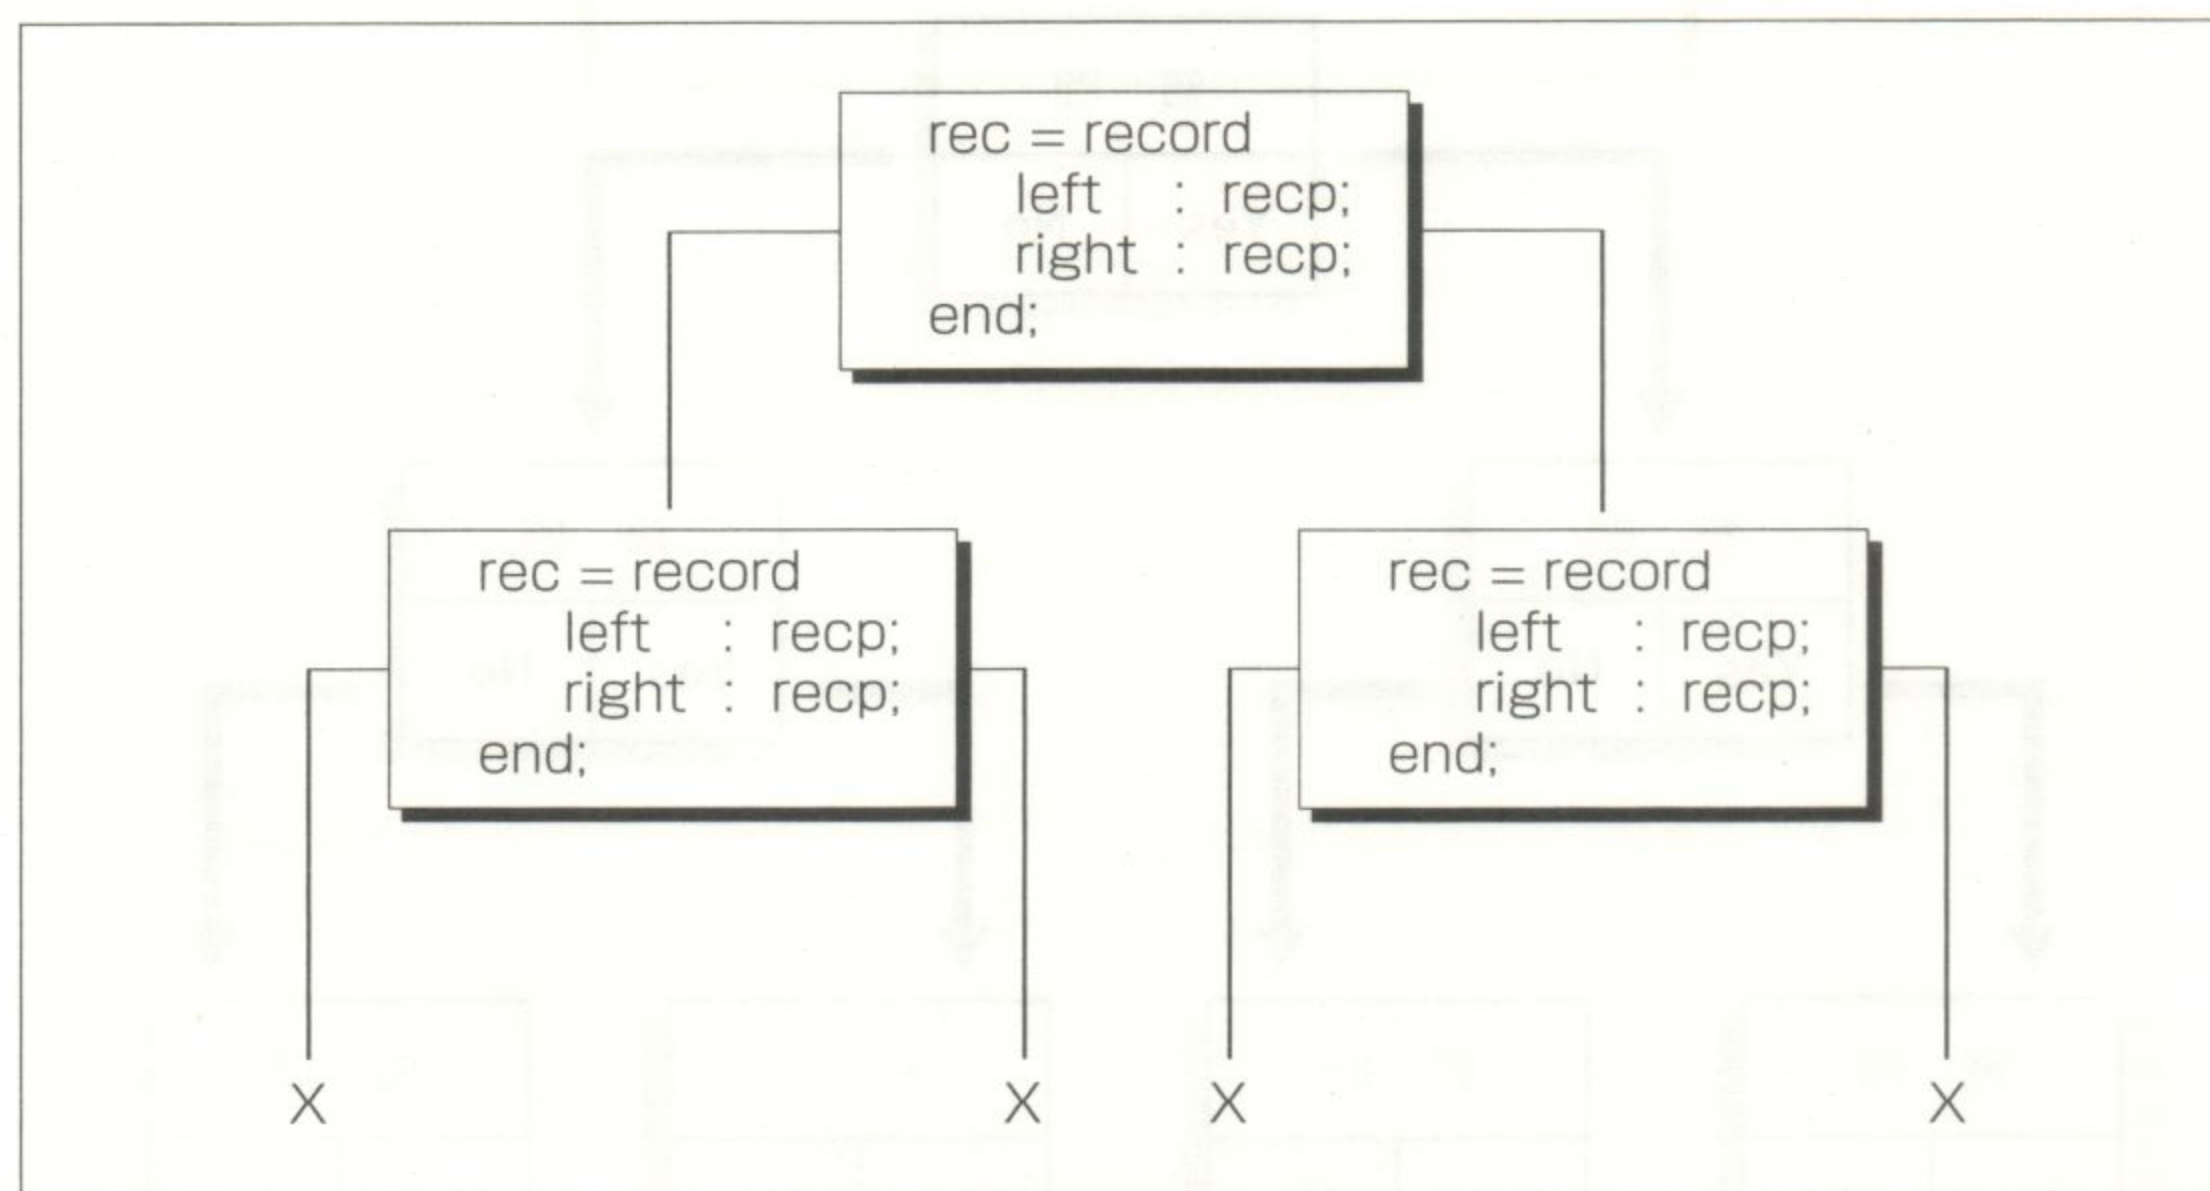 rec = record
left : recp;
right : recp;
end;
rec = record
left : recp;
right : recp;
end;
rec = record
left : recp;
right : recp;
end;
X
X
X
X